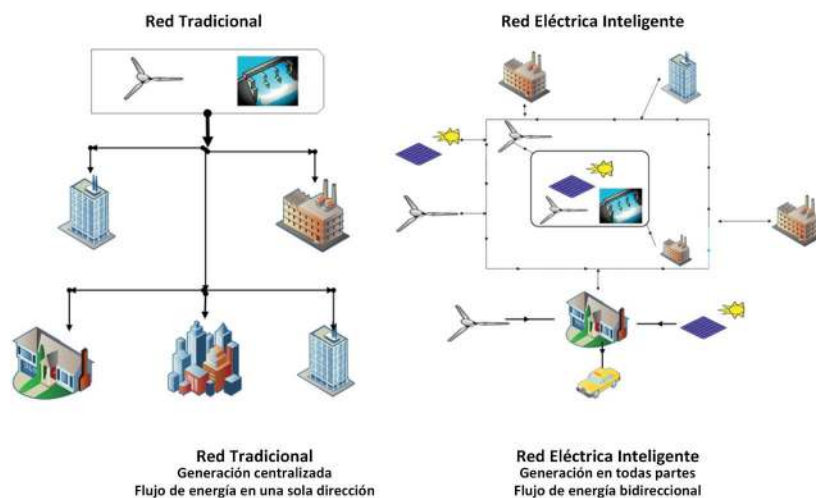 Red Tradicional
Red Eléctrica Inteligente
Red Tradicional
Generación centralizada
Flujo de energía en una sola dirección
Red Eléctrica Inteligente
Generación en todas partes
Flujo de energía bidireccional